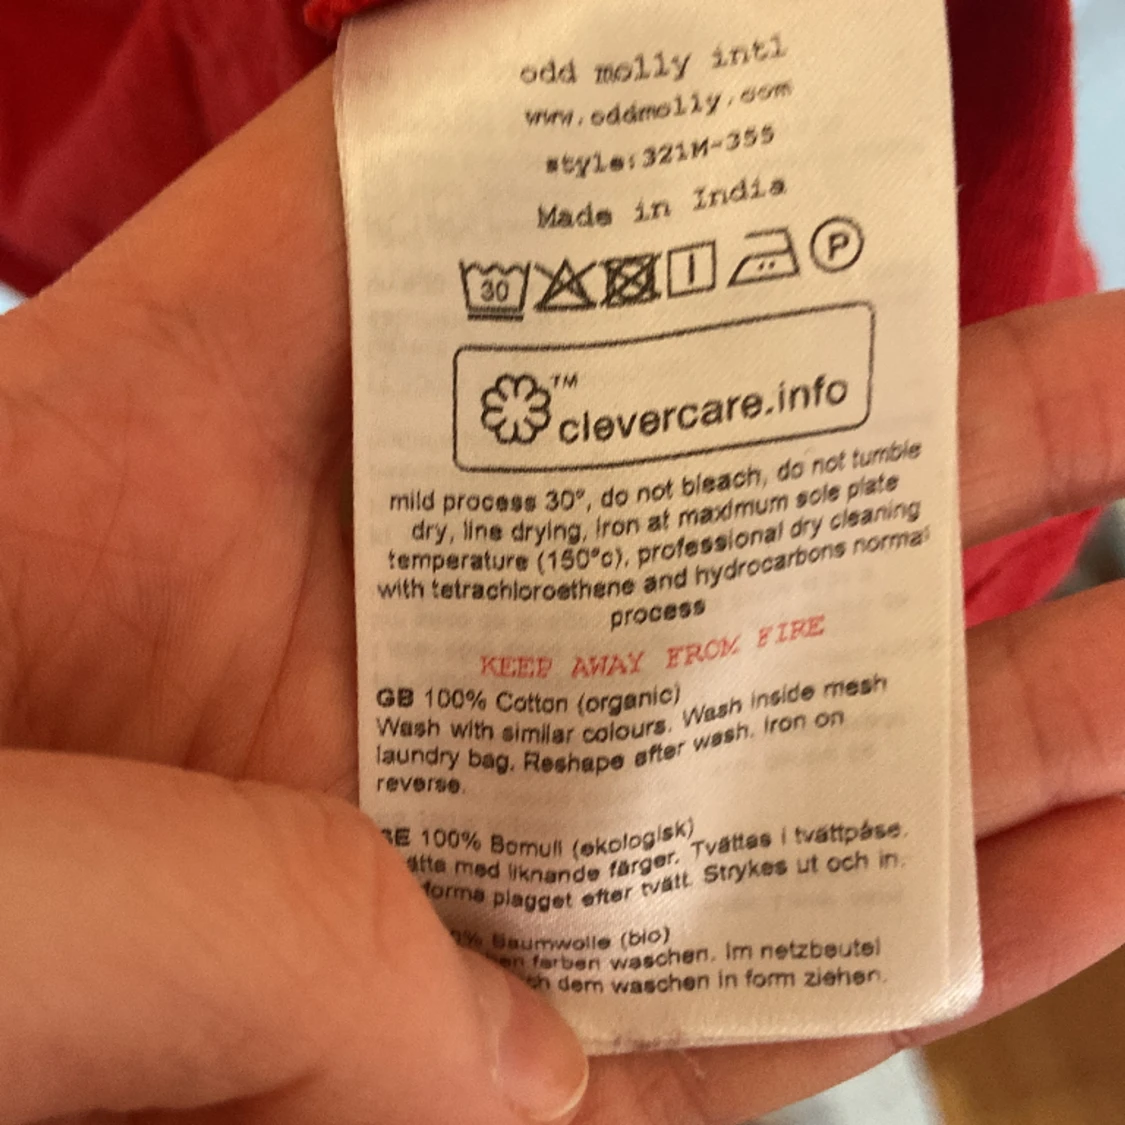 odd molly intl
www.oddmolly.com
style:321M-355
Made in India
30 P
TM
clevercare.info
mild process 30°, do not bleach, do not tumble
dry, line drying, iron at maximum sole plate
temperature (150°c), professional dry cleaning
with tetrachloroethene and hydrocarbons normal
process
KEEP AWAY FROM FIRE
GB 100% Cotton (organic)
Wash with similar colours. Wash inside mesh
laundry bag. Reshape after wash. Iron on
reverse.
SE 100% Bomull (ekologisk)
med liknande färger. Tvättas i tvättpåse.
forma plagget efter tvätt. Strykes ut och in.
Baumwolle (bio)
farben waschen. Im netzbeutel
dem waschen in form ziehen.